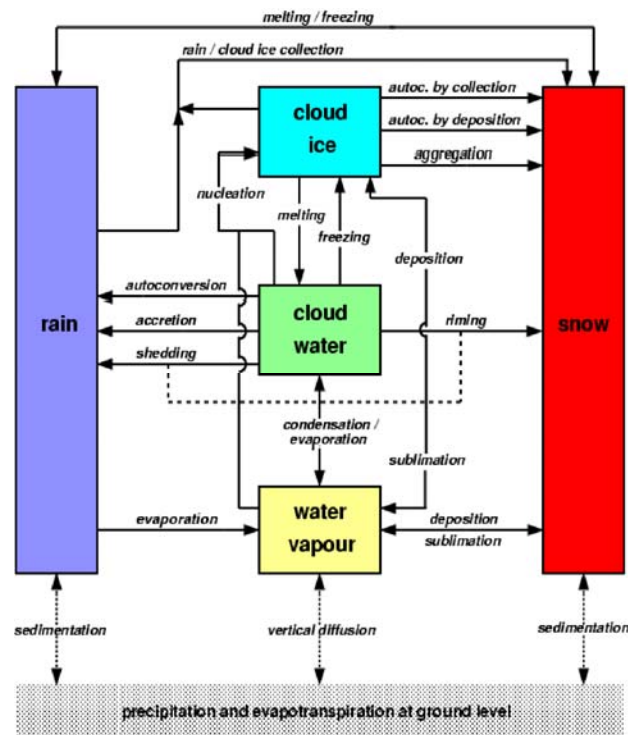 melting / freezing
rain / cloud ice collection
cloud
ice
autoc. by collection
autoc. by deposition
aggregation
nucleation
melting
freezing
deposition
autoconversion
rain
accretion
shedding
cloud
water
riming
snow
condensation /
evaporation
sublimation
evaporation
water
vapour
deposition
sublimation
sedimentation
vertical diffusion
sedimentation
precipitation and evapotranspiration at ground level